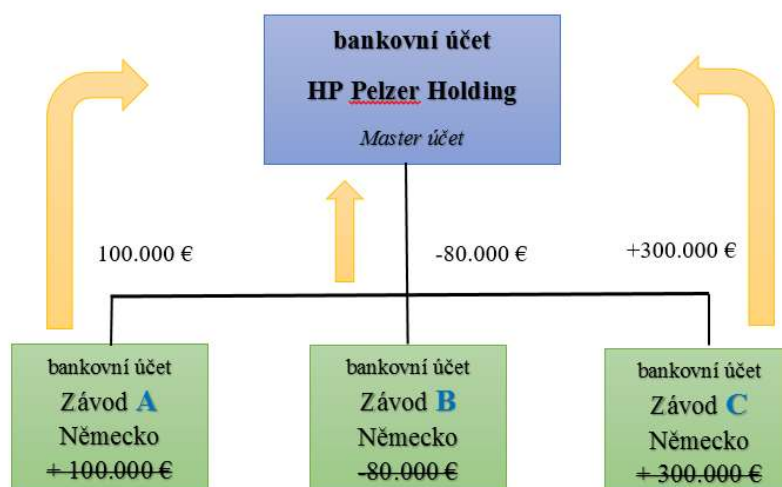 bankovní účet
HP Pelzer Holding
Master účet
100.000 €
-80.000 €
+300.000 €
bankovní účet
Závod A
Německo
+ 100.000 €
bankovní účet
Závod B
Německo
-80.000 €
bankovní účet
Závod C
Německo
+ 300.000 €